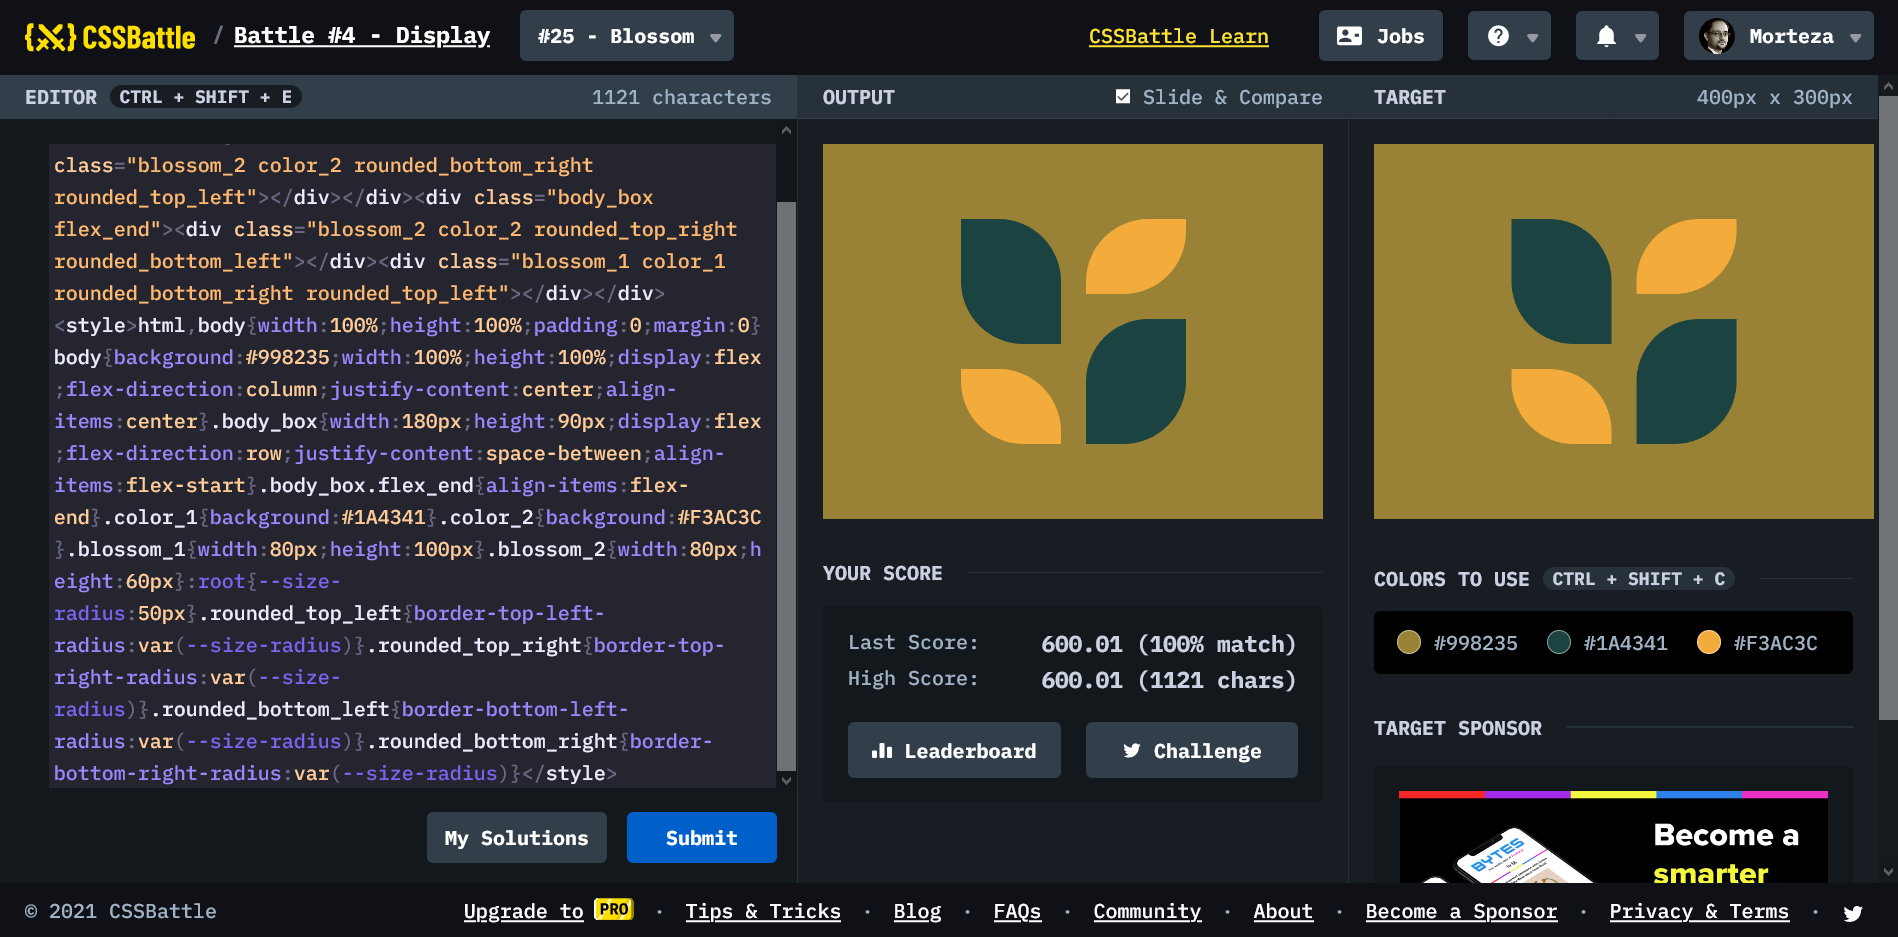 CSSBattle / Battle #4 - Display #25 - Blossom CSSBattle Learn Jobs Morteza
EDITOR CTRL + SHIFT + E 1121 characters
class="blossom_2 color_2 rounded_bottom_right
rounded_top_left"></div></div><div class="body_box
flex_end"><div class="blossom_2 color_2 rounded_top_right
rounded_bottom_left"></div><div class="blossom_1 color_1
rounded_bottom_right rounded_top_left"></div></div>
<style>html,body{width:100%;height:100%;padding:0;margin:0}
body{background:#998235;width:100%;height:100%;display:flex
;flex-direction:column;justify-content:center;align-
items:center}.body_box{width:180px;height:90px;display:flex
;flex-direction:row;justify-content:space-between;align-
items:flex-start}.body_box.flex_end{align-items:flex-
end}.color_1{background:#1A4341}.color_2{background:#F3AC3C
}.blossom_1{width:80px;height:100px}.blossom_2{width:80px;h
eight:60px}:root{--size-
radius:50px}.rounded_top_left{border-top-left-
radius:var(--size-radius)}.rounded_top_right{border-top-
right-radius:var(--size-
radius)}.rounded_bottom_left{border-bottom-left-
radius:var(--size-radius)}.rounded_bottom_right{border-
bottom-right-radius:var(--size-radius)}</style>
My Solutions Submit
OUTPUT Slide & Compare
YOUR SCORE
Last Score: 600.01 (100% match)
High Score: 600.01 (1121 chars)
Leaderboard Challenge
TARGET 400px x 300px
COLORS TO USE CTRL + SHIFT + C
#998235 #1A4341 #F3AC3C
TARGET SPONSOR
BYTES
Become a
smarter
© 2021 CSSBattle Upgrade to PRO · Tips & Tricks · Blog · FAQs · Community · About · Become a Sponsor · Privacy & Terms ·